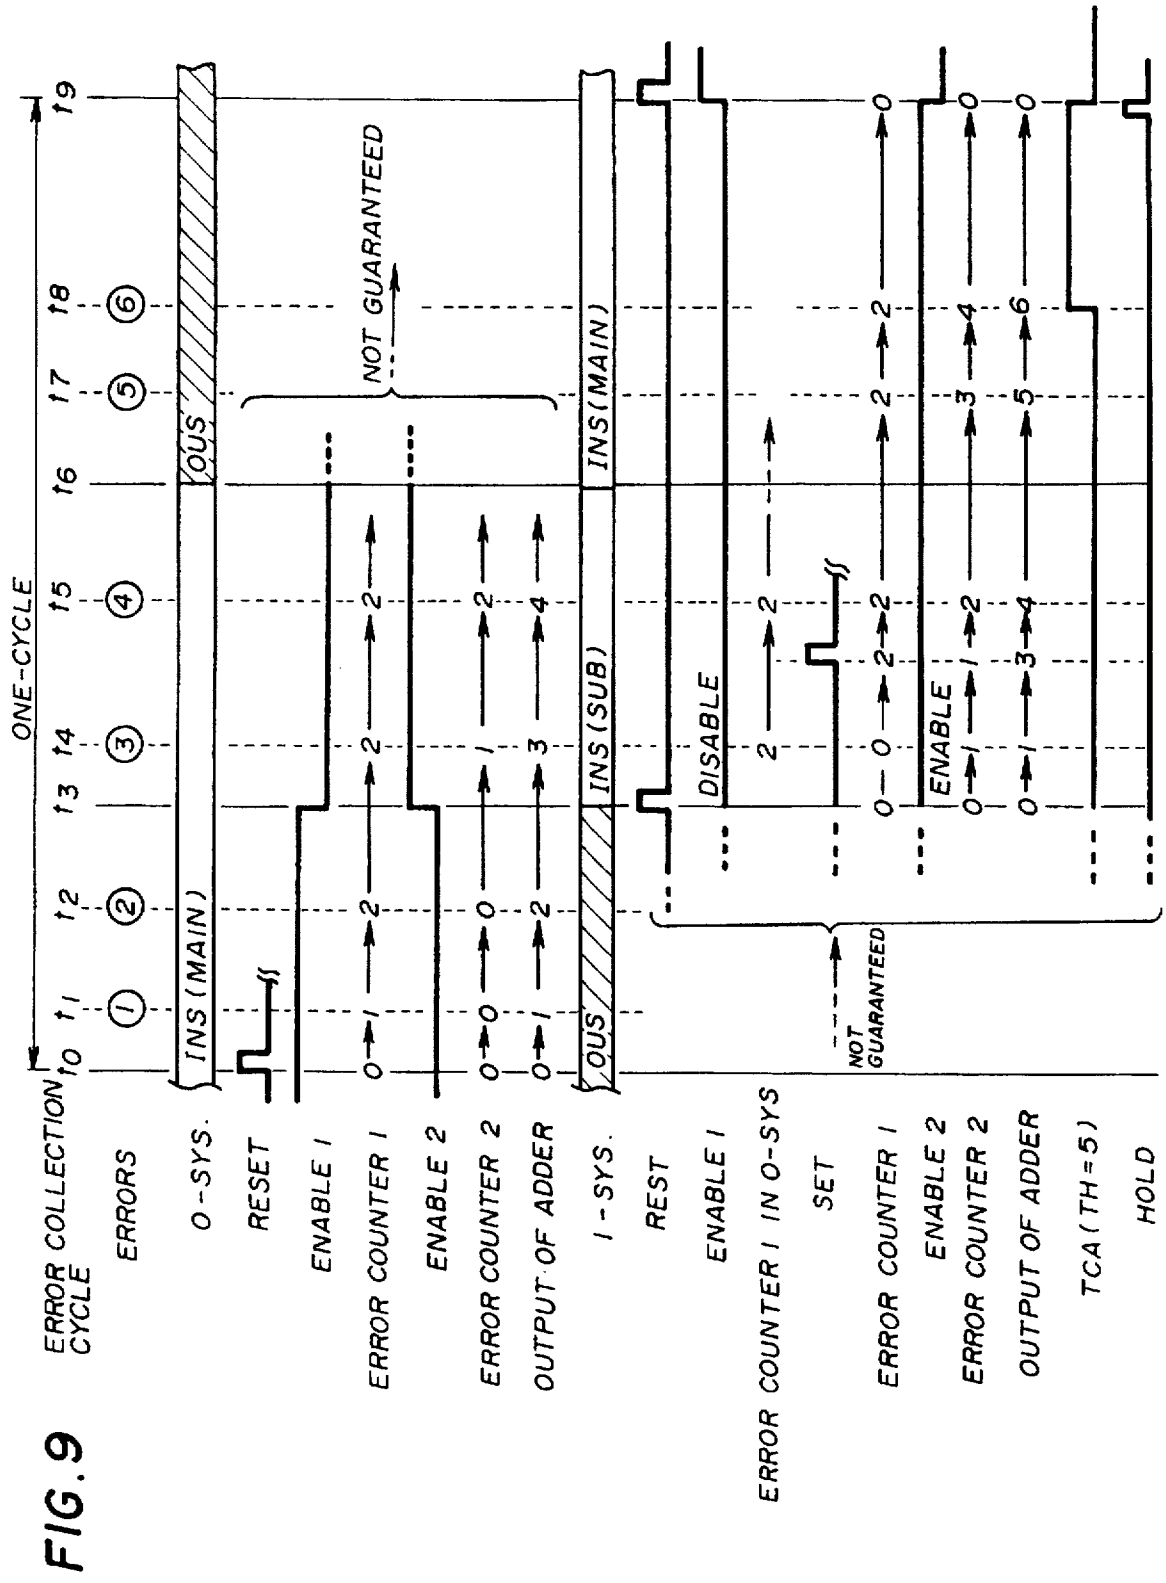 FIG.9
ONE-CYCLE
ERROR COLLECTION CYCLE t0 t1 t2 t3 t4 t5 t6 t7 t8 t9
ERRORS 1 2 3 4 5 6
0-SYS. INS (MAIN) OUS
RESET
ENABLE 1
ERROR COUNTER 1 0 1 2 2 2
NOT GUARANTEED
ENABLE 2
ERROR COUNTER 2 0 0 0 1 2
OUTPUT OF ADDER 0 1 2 3 4
1-SYS. OUS INS (SUB) INS (MAIN)
REST
ENABLE 1 DISABLE
ERROR COUNTER 1 IN 0-SYS 2 2
SET
NOT GUARANTEED
ERROR COUNTER 1 0 0 2 2 2 2 0
ENABLE 2 ENABLE
ERROR COUNTER 2 0 1 1 2 3 4 0
OUTPUT OF ADDER 0 1 3 4 5 6 0
TCA (TH=5)
HOLD